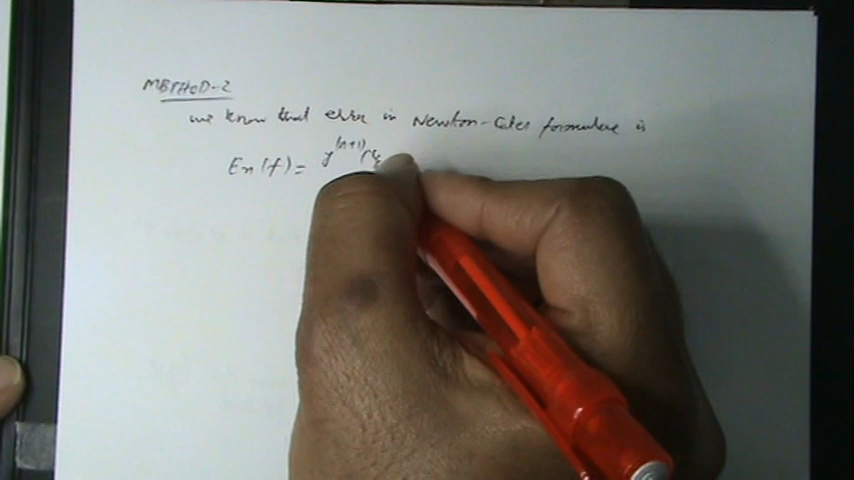 METHOD-2
we know that error in Newton-Cotes formulae is
En(f) = y^(n+1)(ξ